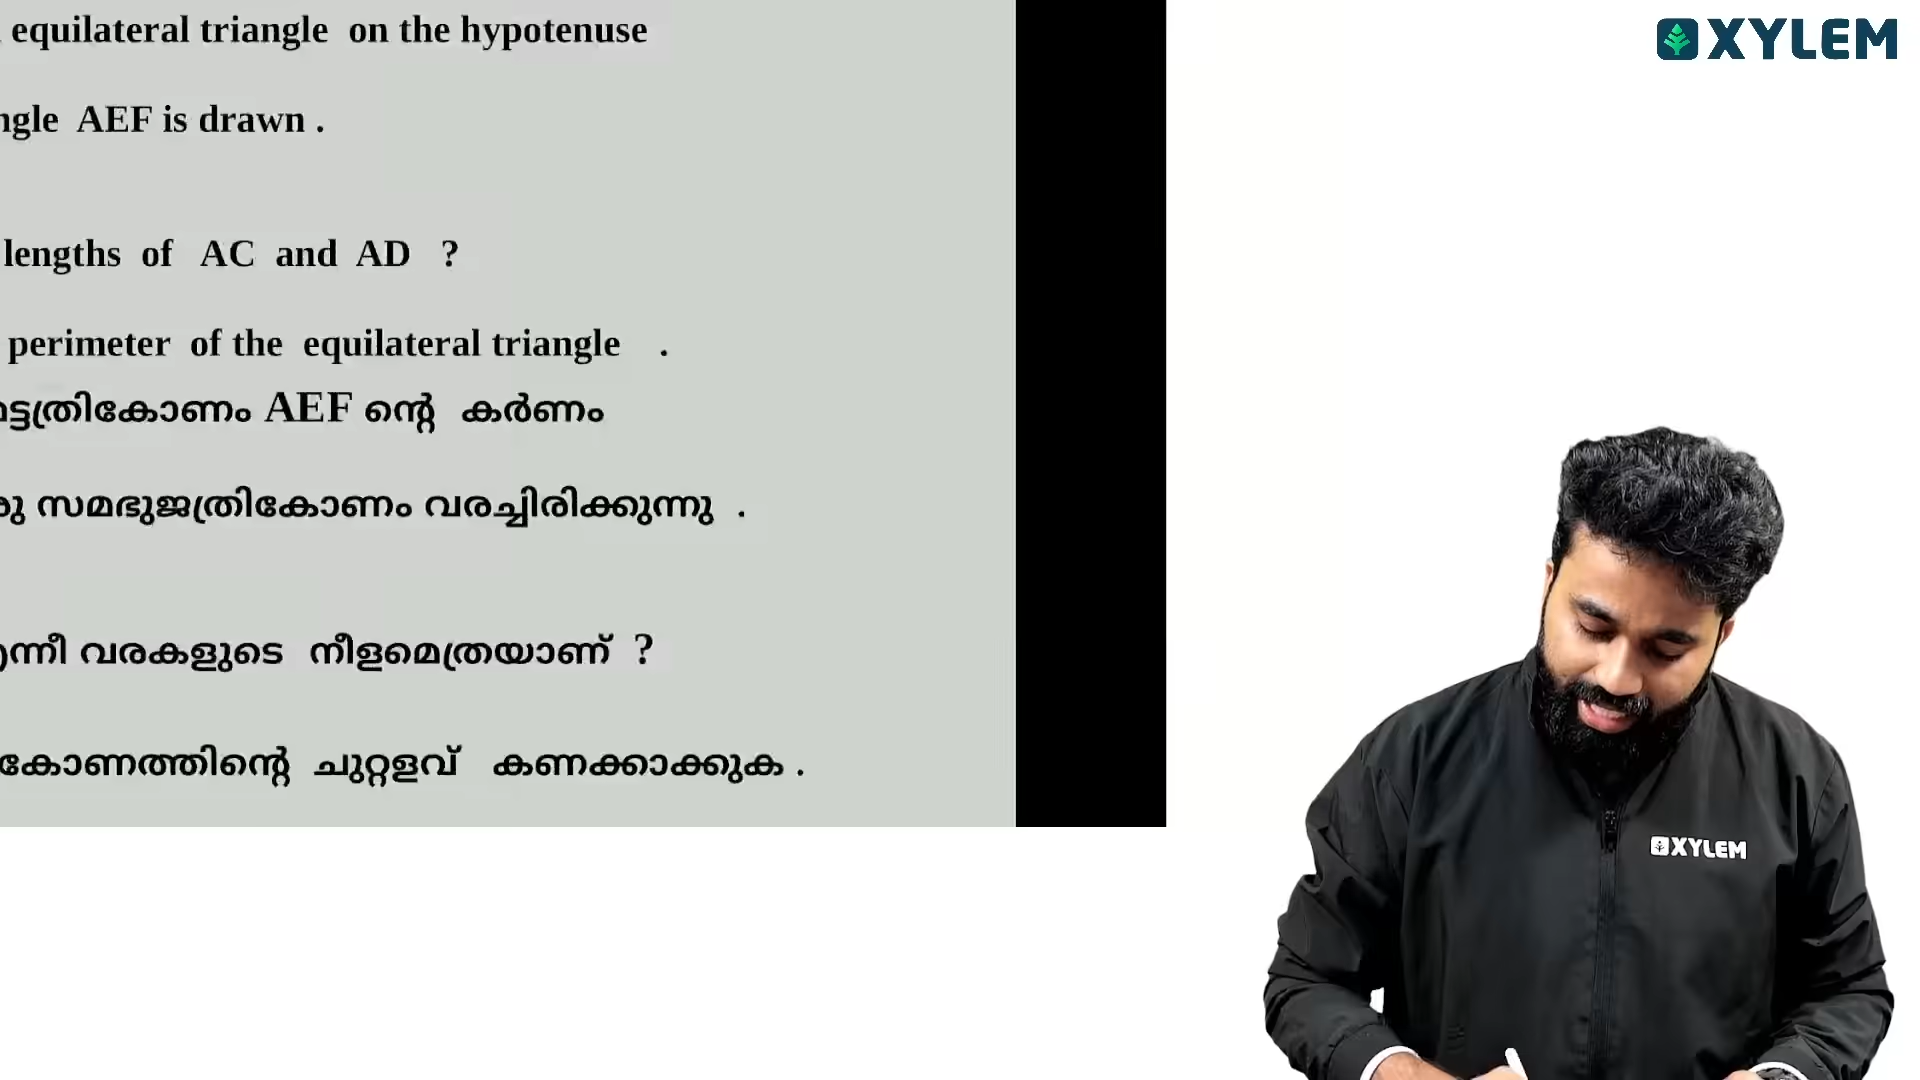 equilateral triangle on the hypotenuse
ngle AEF is drawn .
lengths of AC and AD ?
perimeter of the equilateral triangle .
ട്ടത്രികോണം AEF ന്റെ കർണം
രു സമഭുജത്രികോണം വരച്ചിരിക്കുന്നു .
എന്നീ വരകളുടെ നീളമെത്രയാണ് ?
കോണത്തിന്റെ ചുറ്റളവ് കണക്കാക്കുക .
XYLEM
XYLEM